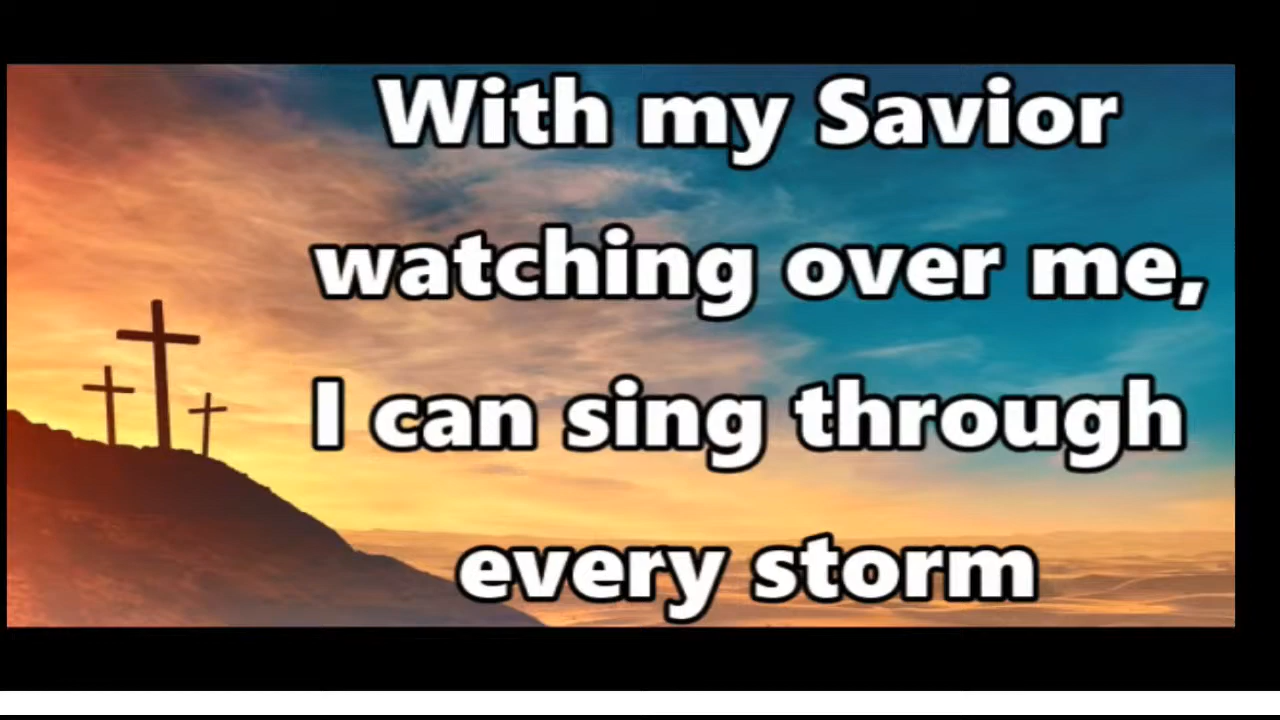 With my Savior
watching over me,
I can sing through
every storm